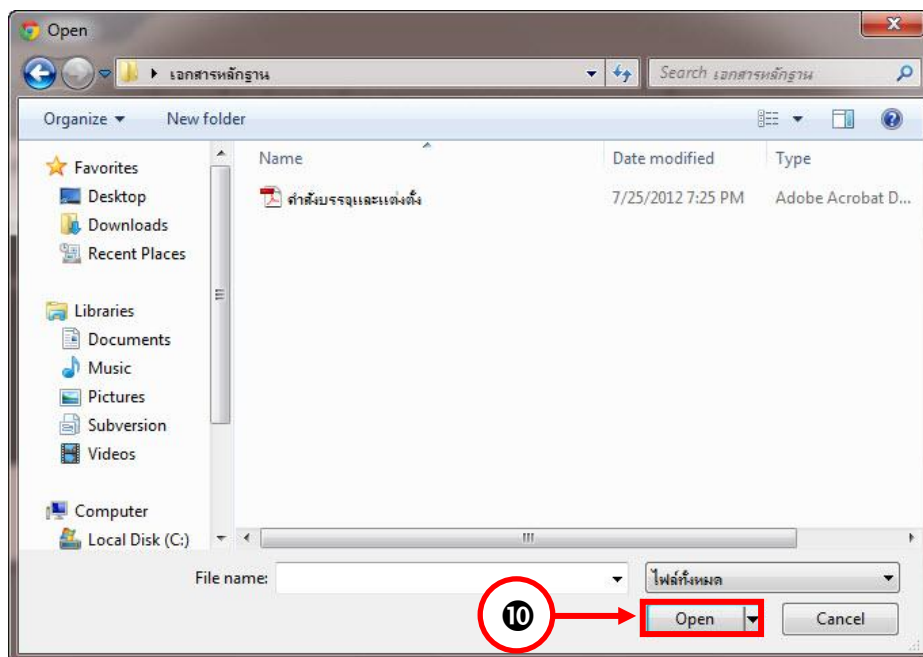 Open
เอกสารหลักฐาน
Search เอกสารหลักฐาน
Organize
New folder
Name
Date modified
Type
Favorites
Desktop
Downloads
Recent Places
Libraries
Documents
Music
Pictures
Subversion
Videos
Computer
Local Disk (C:)
คำสั่งบรรจุและแต่งตั้ง
7/25/2012 7:25 PM
Adobe Acrobat D...
File name:
ไฟล์ทั้งหมด
❿
Open
Cancel